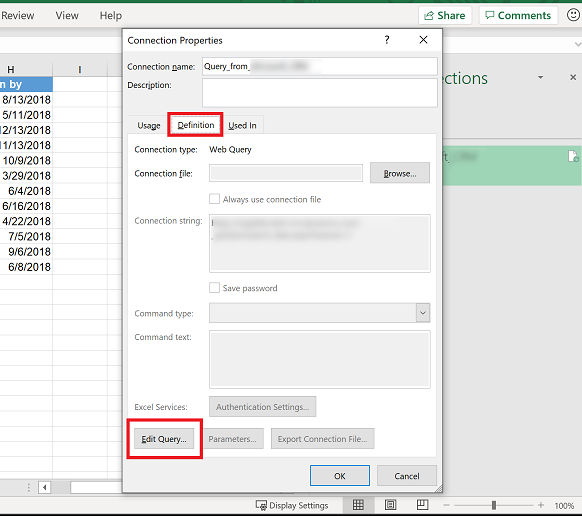 Review View Help Share Comments
Connection Properties ?
Connection name: Query_from_
Description:
Usage Definition Used In
Connection type: Web Query
Connection file: Browse...
Always use connection file
Connection string:
Save password
Command type:
Command text:
Excel Services: Authentication Settings...
Edit Query... Parameters... Export Connection File...
OK Cancel
H I
n by
8/13/2018
5/11/2018
12/13/2018
11/13/2018
10/9/2018
3/29/2018
6/4/2018
6/16/2018
4/22/2018
7/5/2018
9/6/2018
6/8/2018
ections
Display Settings 100%